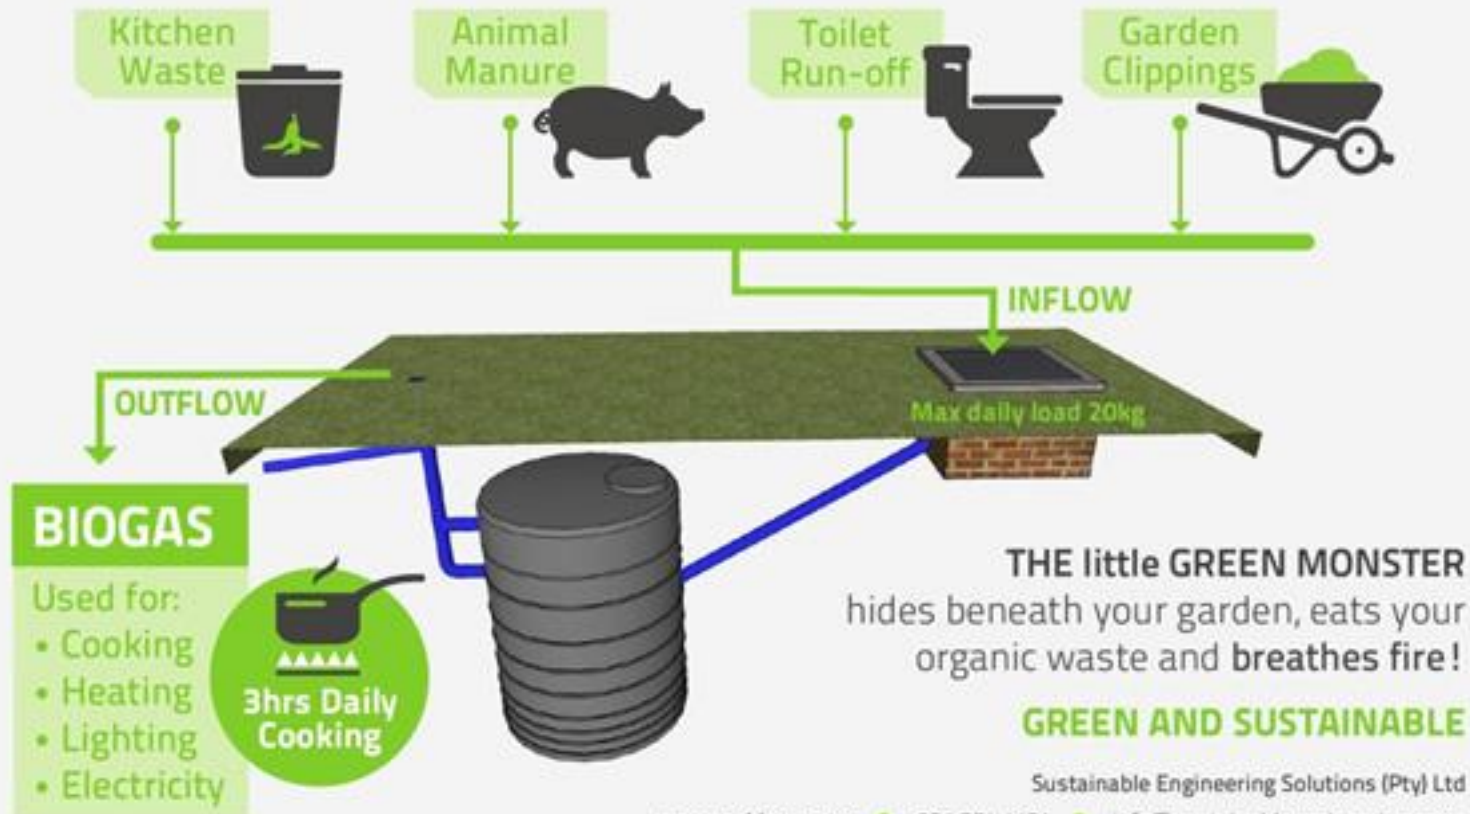 Kitchen
Waste
Animal
Manure
Toilet
Run-off
Garden
Clippings
INFLOW
OUTFLOW
Max daily load 20kg
BIOGAS
Used for:
• Cooking
• Heating
• Lighting
• Electricity
3hrs Daily
Cooking
THE little GREEN MONSTER
hides beneath your garden, eats your
organic waste and breathes fire!
GREEN AND SUSTAINABLE
Sustainable Engineering Solutions (Pty) Ltd